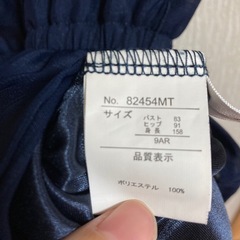 No. 82454MT
サイズ
バスト 83
ヒップ 91
身長 158
9AR
品質表示
ポリエステル 100%